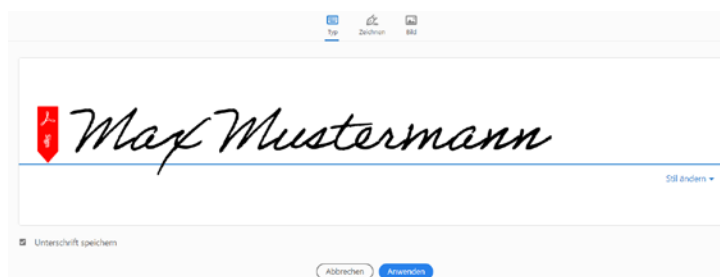 Typ Zeichnen Bild
Max Mustermann
Stil ändern
Unterschrift speichern
Abbrechen Anwenden